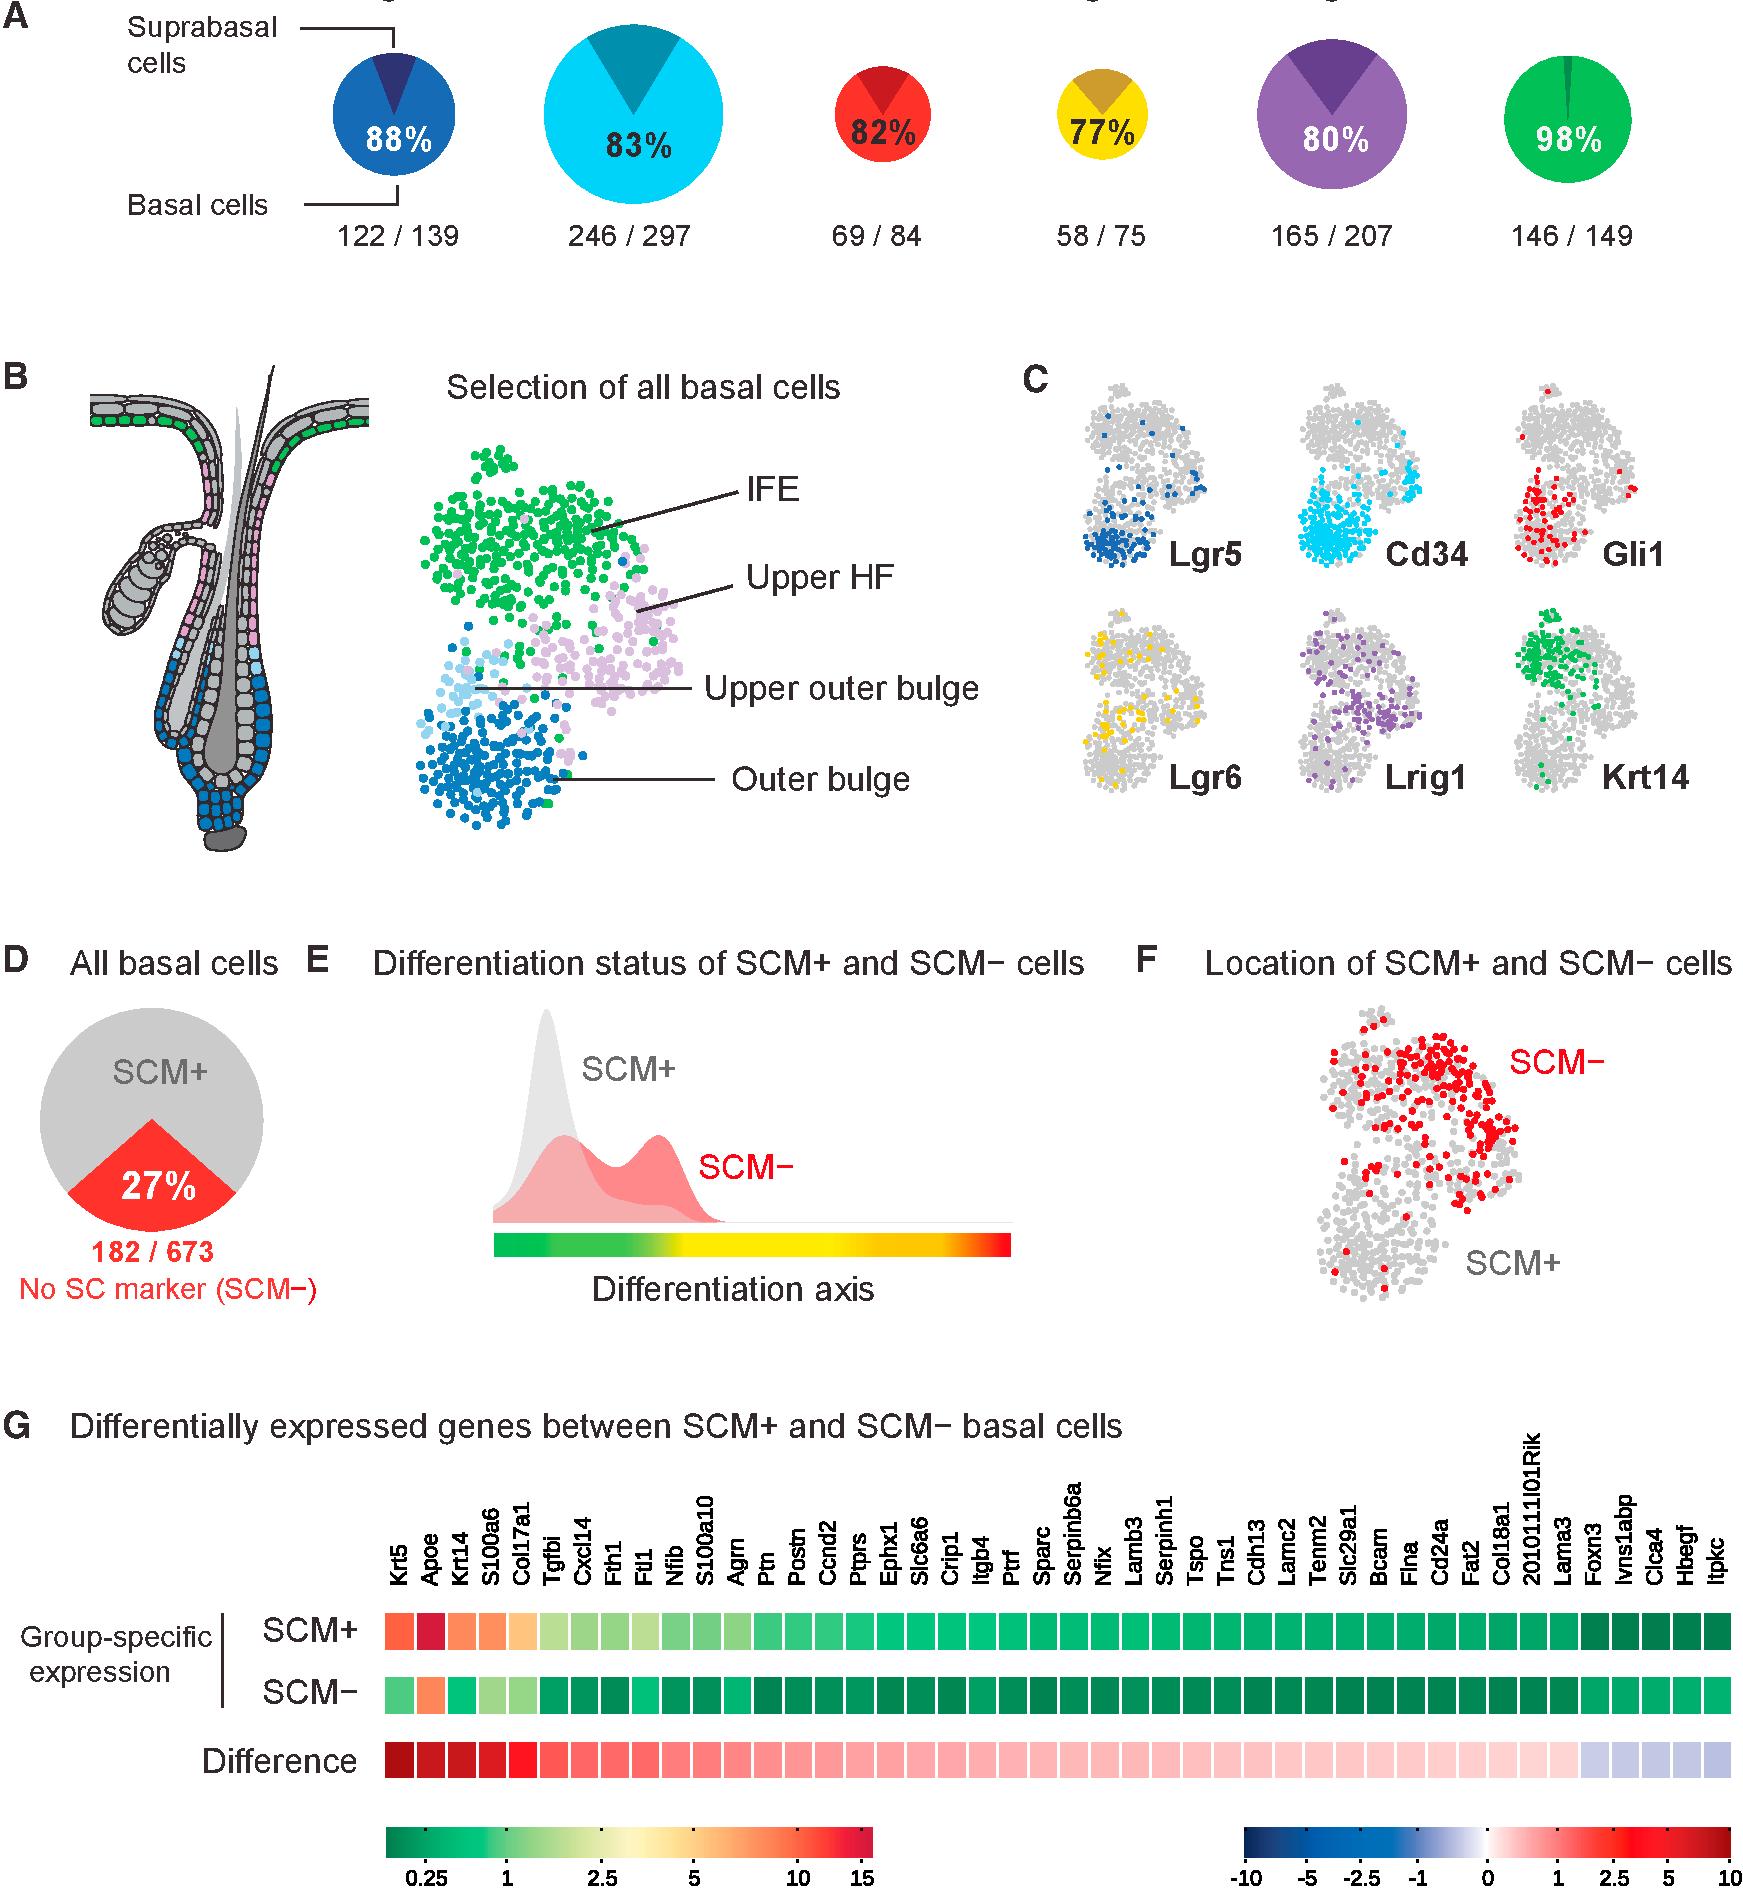 A
Suprabasal
cells
88%
83%
82%
77%
80%
98%
Basal cells
122 / 139
246 / 297
69 / 84
58 / 75
165 / 207
146 / 149
B
Selection of all basal cells
IFE
Upper HF
Upper outer bulge
Outer bulge
C
Lgr5
Cd34
Gli1
Lgr6
Lrig1
Krt14
D
All basal cells
SCM+
27%
182 / 673
No SC marker (SCM−)
E
Differentiation status of SCM+ and SCM− cells
SCM+
SCM−
Differentiation axis
F
Location of SCM+ and SCM− cells
SCM−
SCM+
G
Differentially expressed genes between SCM+ and SCM− basal cells
Krt5
Apoe
Krt14
S100a6
Col17a1
Tgfbi
Cxcl14
Fth1
Ftl1
Nfib
S100a10
Agrn
Ptn
Postn
Ccnd2
Ptprs
Ephx1
Slc6a6
Crip1
Itgb4
Ptrf
Sparc
Serpinb6a
Nfix
Lamb3
Serpinh1
Tspo
Tns1
Cdh13
Lamc2
Tenm2
Slc29a1
Bcam
Flna
Cd24a
Fat2
Col18a1
2010111I01Rik
Lama3
Foxn3
Ivns1abp
Clca4
Hbegf
Itpkc
Group-specific
expression
SCM+
SCM−
Difference
0.25 1 2.5 5 10 15
-10 -5 -2.5 -1 0 1 2.5 5 10